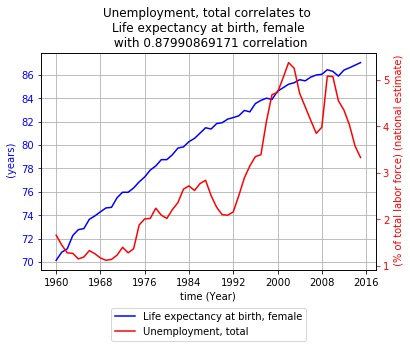 Unemployment, total correlates to
Life expectancy at birth, female
with 0.87990869171 correlation
(years)
86
84
82
80
78
76
74
72
70
5
4
3
2
1
(% of total labor force) (national estimate)
1960 1968 1976 1984 1992 2000 2008 2016
time (Year)
Life expectancy at birth, female
Unemployment, total